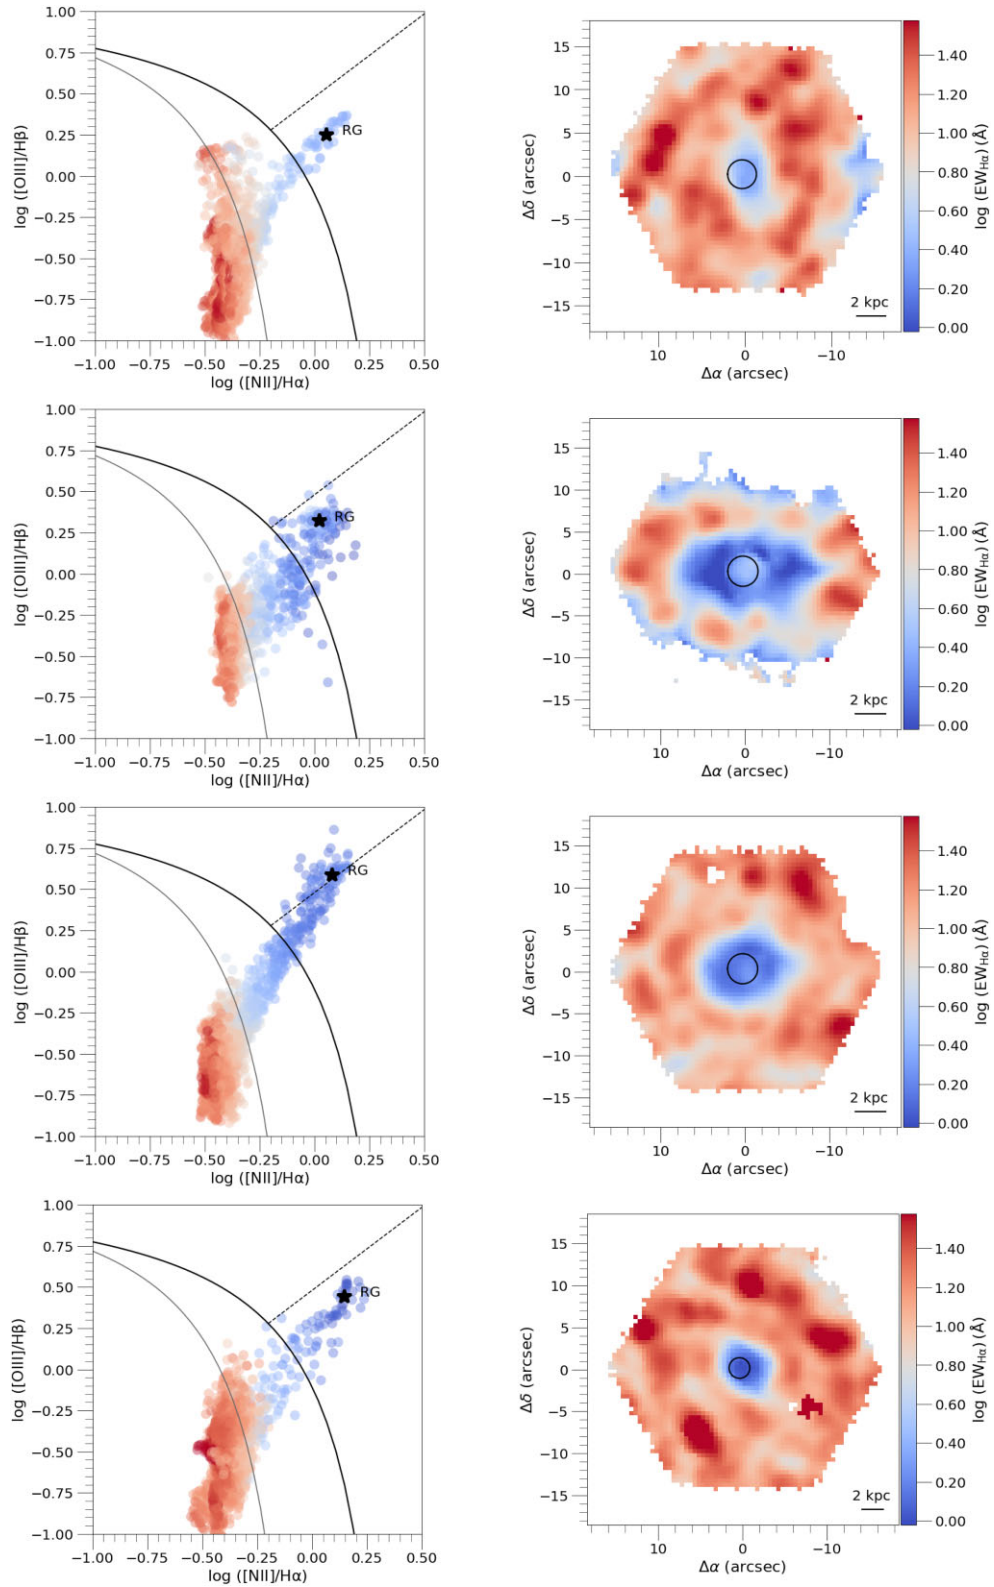 log ([OIII]/Hβ)
1.00
0.75
0.50
0.25
0.00
−0.25
−0.50
−0.75
−1.00
RG
−1.00 −0.75 −0.50 −0.25 0.00 0.25 0.50
log ([NII]/Hα)
Δδ (arcsec)
15
10
5
0
−5
−10
−15
2 kpc
10 0 −10
Δα (arcsec)
1.40
1.20
1.00
0.80
0.60
0.40
0.20
0.00
log (EWHα) (Å)
log ([OIII]/Hβ)
1.00
0.75
0.50
0.25
0.00
−0.25
−0.50
−0.75
−1.00
RG
−1.00 −0.75 −0.50 −0.25 0.00 0.25 0.50
log ([NII]/Hα)
Δδ (arcsec)
15
10
5
0
−5
−10
−15
2 kpc
10 0 −10
Δα (arcsec)
1.40
1.20
1.00
0.80
0.60
0.40
0.20
0.00
log (EWHα) (Å)
log ([OIII]/Hβ)
1.00
0.75
0.50
0.25
0.00
−0.25
−0.50
−0.75
−1.00
RG
−1.00 −0.75 −0.50 −0.25 0.00 0.25 0.50
log ([NII]/Hα)
Δδ (arcsec)
15
10
5
0
−5
−10
−15
2 kpc
10 0 −10
Δα (arcsec)
1.40
1.20
1.00
0.80
0.60
0.40
0.20
0.00
log (EWHα) (Å)
log ([OIII]/Hβ)
1.00
0.75
0.50
0.25
0.00
−0.25
−0.50
−0.75
−1.00
RG
−1.00 −0.75 −0.50 −0.25 0.00 0.25 0.50
log ([NII]/Hα)
Δδ (arcsec)
15
10
5
0
−5
−10
−15
2 kpc
10 0 −10
Δα (arcsec)
1.40
1.20
1.00
0.80
0.60
0.40
0.20
0.00
log (EWHα) (Å)